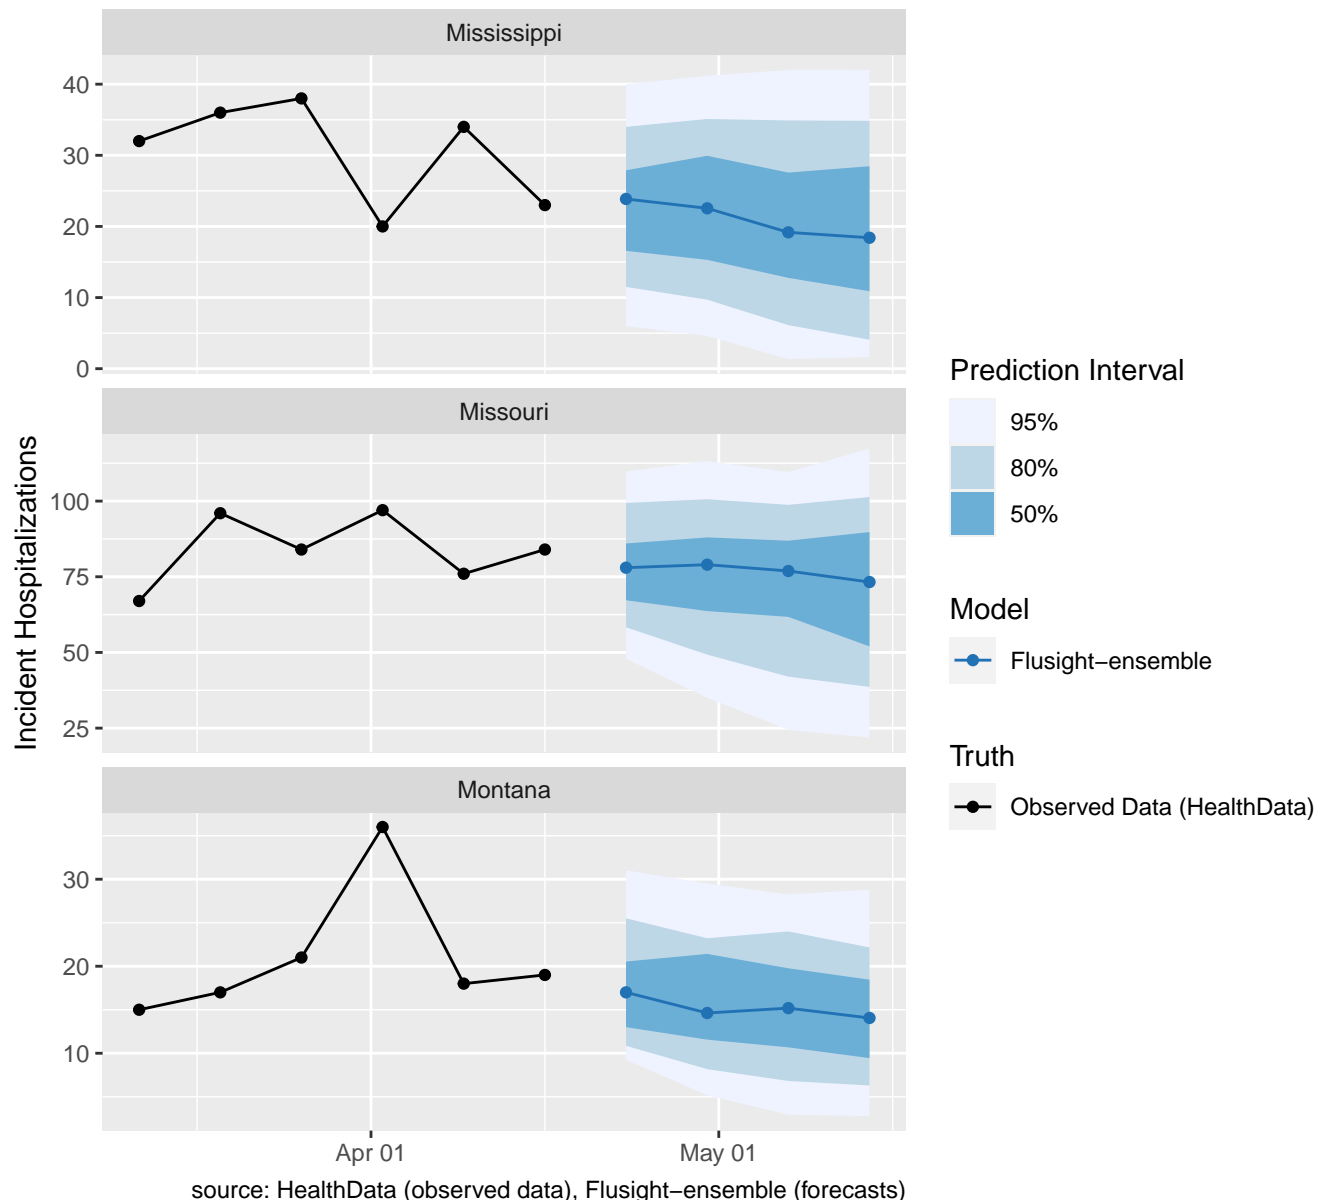 Mississippi
40
30
20
10
0
Missouri
100
75
50
25
Montana
30
20
10
Apr 01
May 01
Incident Hospitalizations
source: HealthData (observed data), Flusight−ensemble (forecasts)
Prediction Interval
95%
80%
50%
Model
Flusight−ensemble
Truth
Observed Data (HealthData)